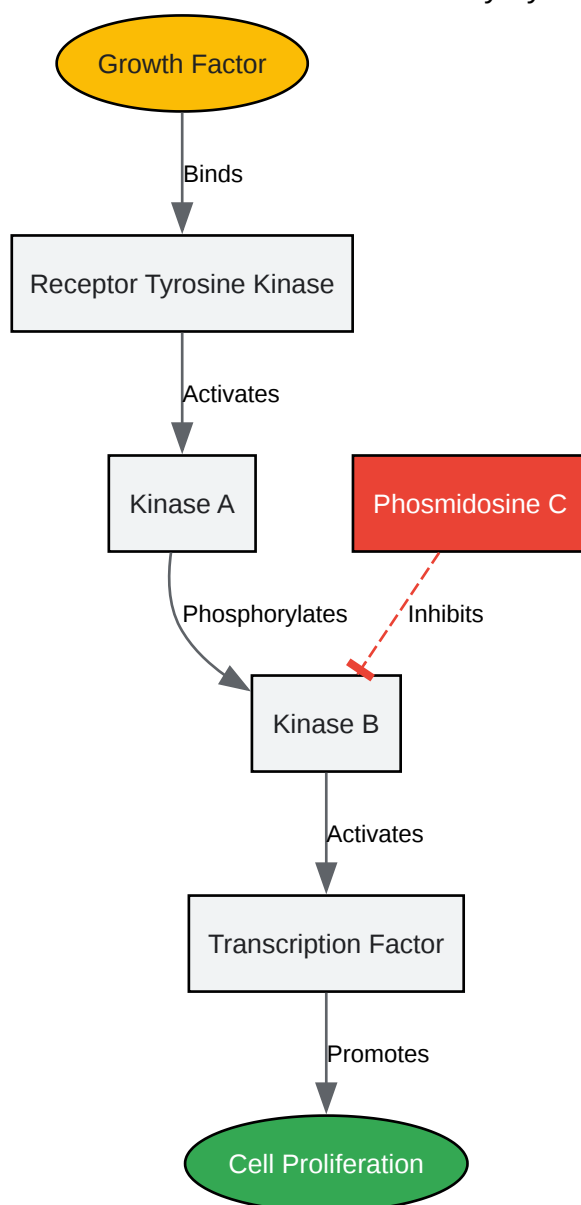 Growth Factor
Binds
Receptor Tyrosine Kinase
Activates
Kinase A
Phosmidosine C
Phosphorylates
Inhibits
Kinase B
Activates
Transcription Factor
Promotes
Cell Proliferation